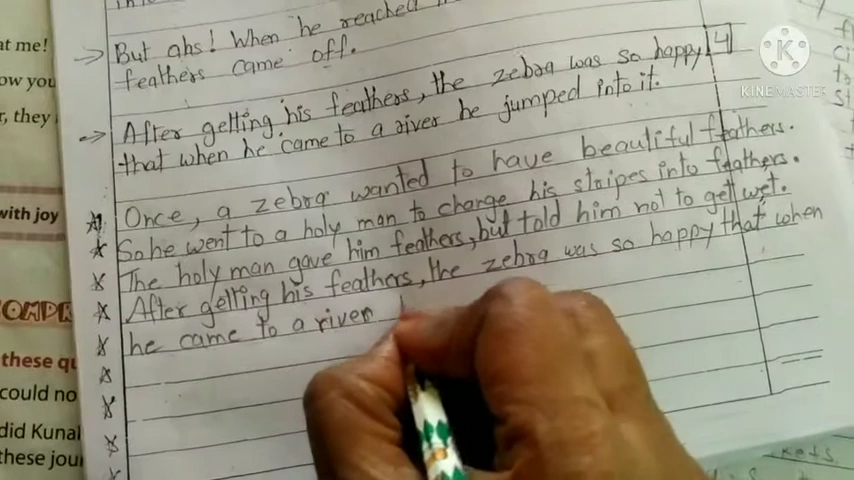 But ahs! When he reached
feathers came off.
After getting his feathers, the zebra was so happy [4]
that when he came to a river he jumped into it.
Once, a zebra wanted to have beautiful feathers.
So he went to a holy man to change his stripes into feathers.
The holy man gave him feathers, but told him not to get wet.
After getting his feathers, the zebra was so happy that when
he came to a river
at me!
ow you
they
with joy
these
could no
did
these
KINEMASTER